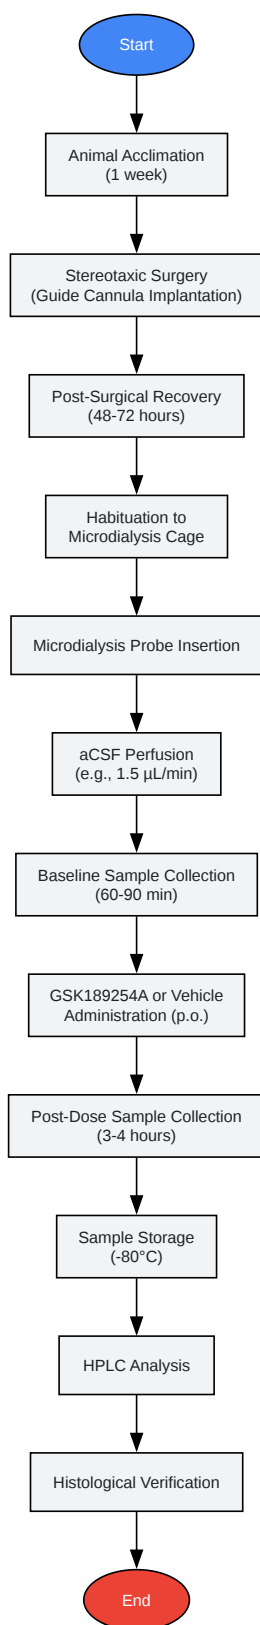 Start
Animal Acclimation
(1 week)
Stereotaxic Surgery
(Guide Cannula Implantation)
Post-Surgical Recovery
(48-72 hours)
Habituation to
Microdialysis Cage
Microdialysis Probe Insertion
aCSF Perfusion
(e.g., 1.5 µL/min)
Baseline Sample Collection
(60-90 min)
GSK189254A or Vehicle
Administration (p.o.)
Post-Dose Sample Collection
(3-4 hours)
Sample Storage
(-80°C)
HPLC Analysis
Histological Verification
End